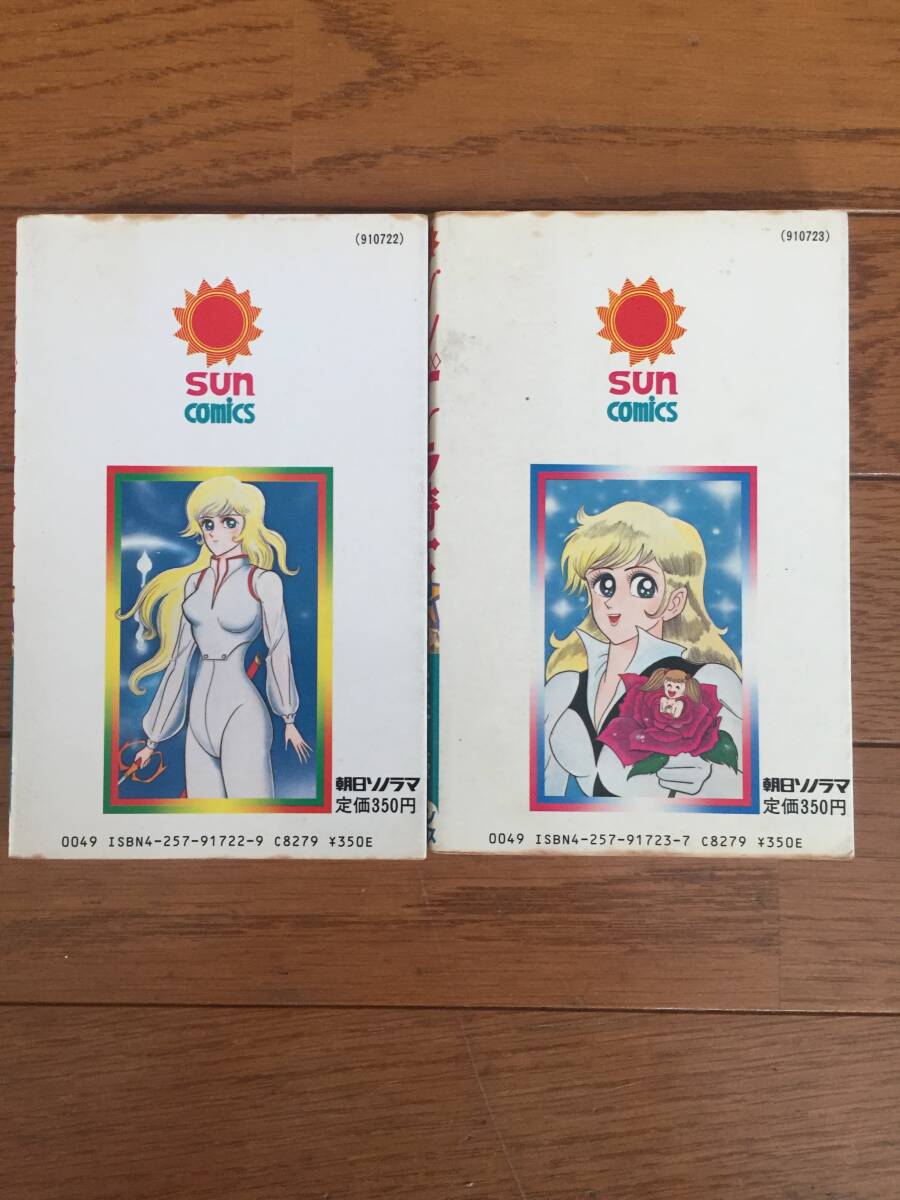 (910722)
sun
comics
朝日ソノラマ
定価350円
0049 ISBN4-257-91722-9 C8279 ¥350E
(910723)
sun
comics
朝日ソノラマ
定価350円
0049 ISBN4-257-91723-7 C8279 ¥350E